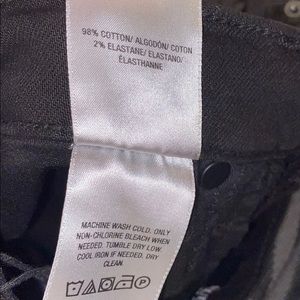 98% COTTON/ ALGODÓN/ COTON
2% ELASTANE/ ELASTANO/
ÉLASTHANNE
MACHINE WASH COLD. ONLY
NON-CHLORINE BLEACH WHEN
NEEDED. TUMBLE DRY LOW.
COOL IRON IF NEEDED. DRY
CLEAN.